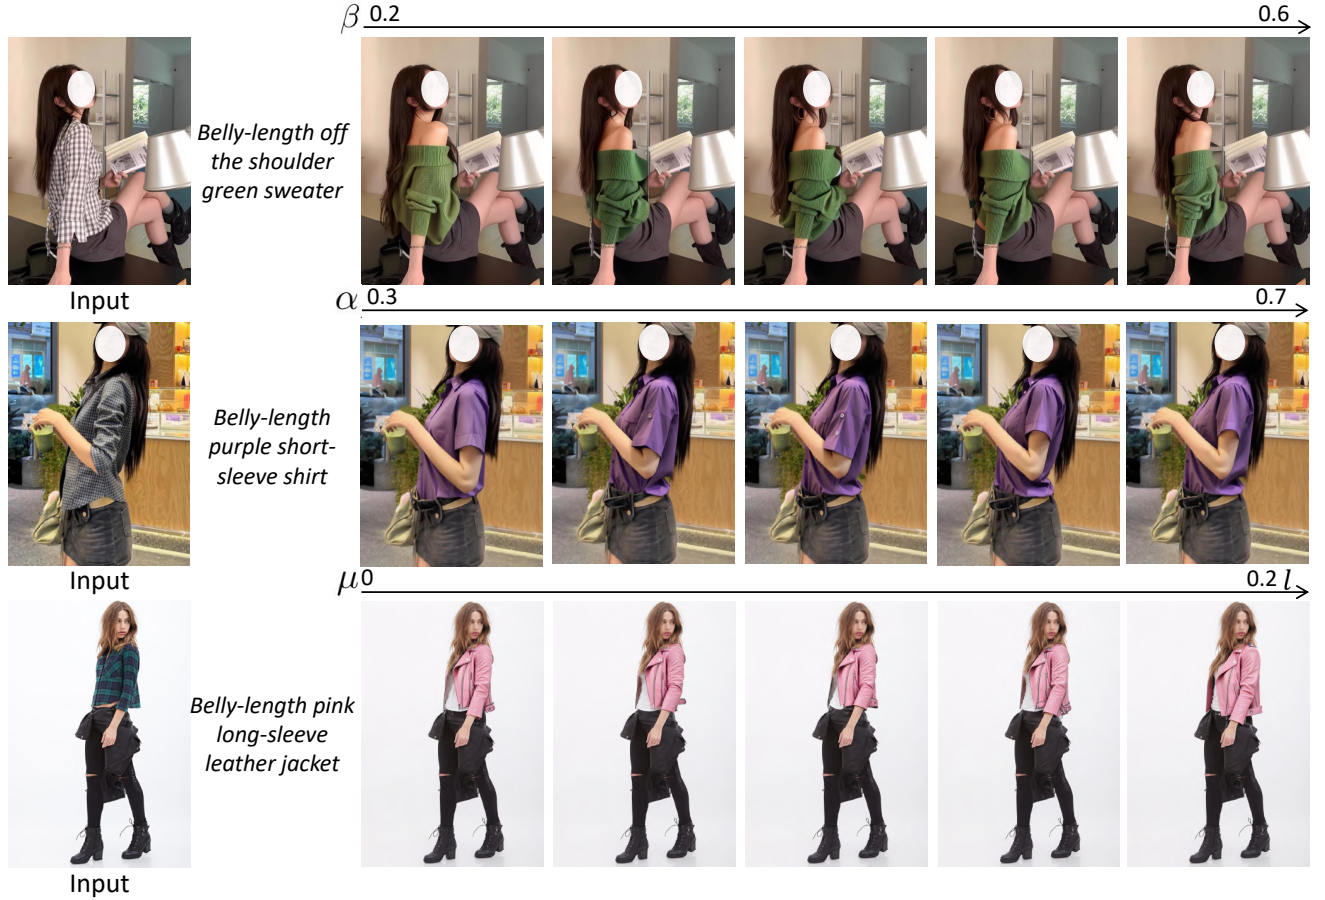 β 0.2 0.6
Belly-length off
the shoulder
green sweater
Input
α 0.3 0.7
Belly-length
purple short-
sleeve shirt
Input
μ 0 0.2 l
Belly-length pink
long-sleeve
leather jacket
Input